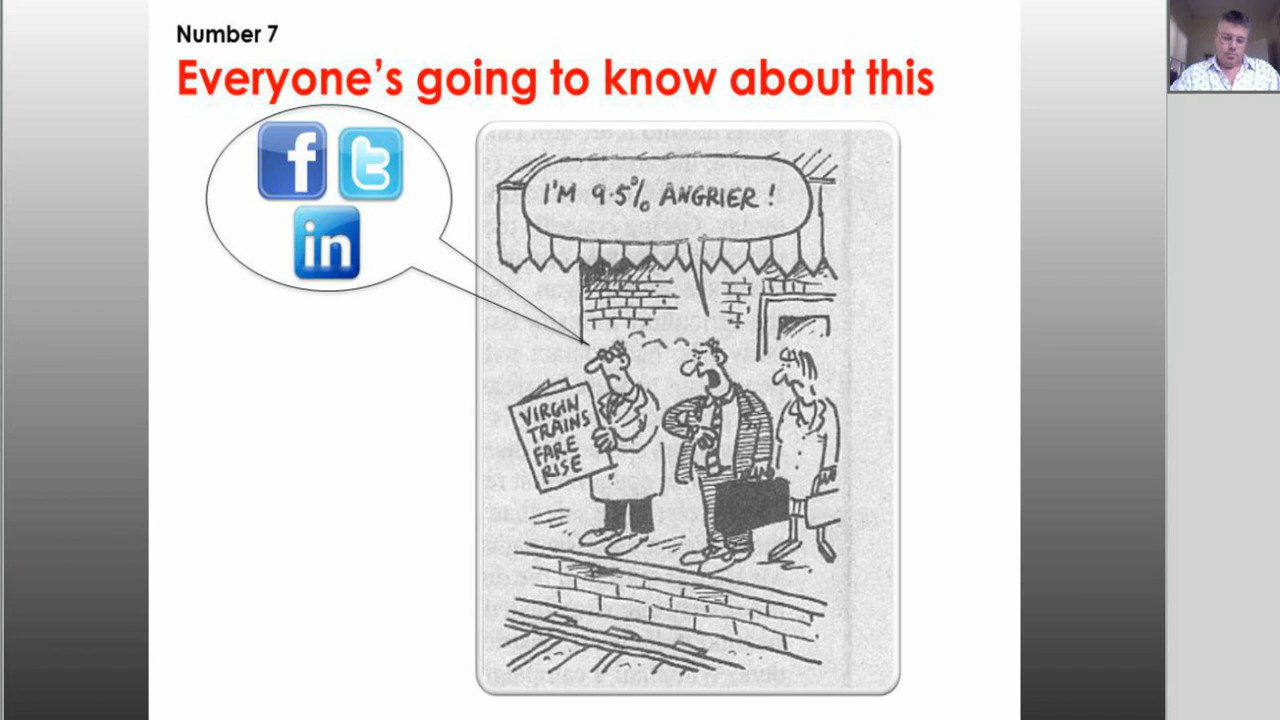 Number 7
Everyone's going to know about this
f
t
in
I'M 9.5% ANGRIER!
VIRGIN
TRAINS
FARE
RISE